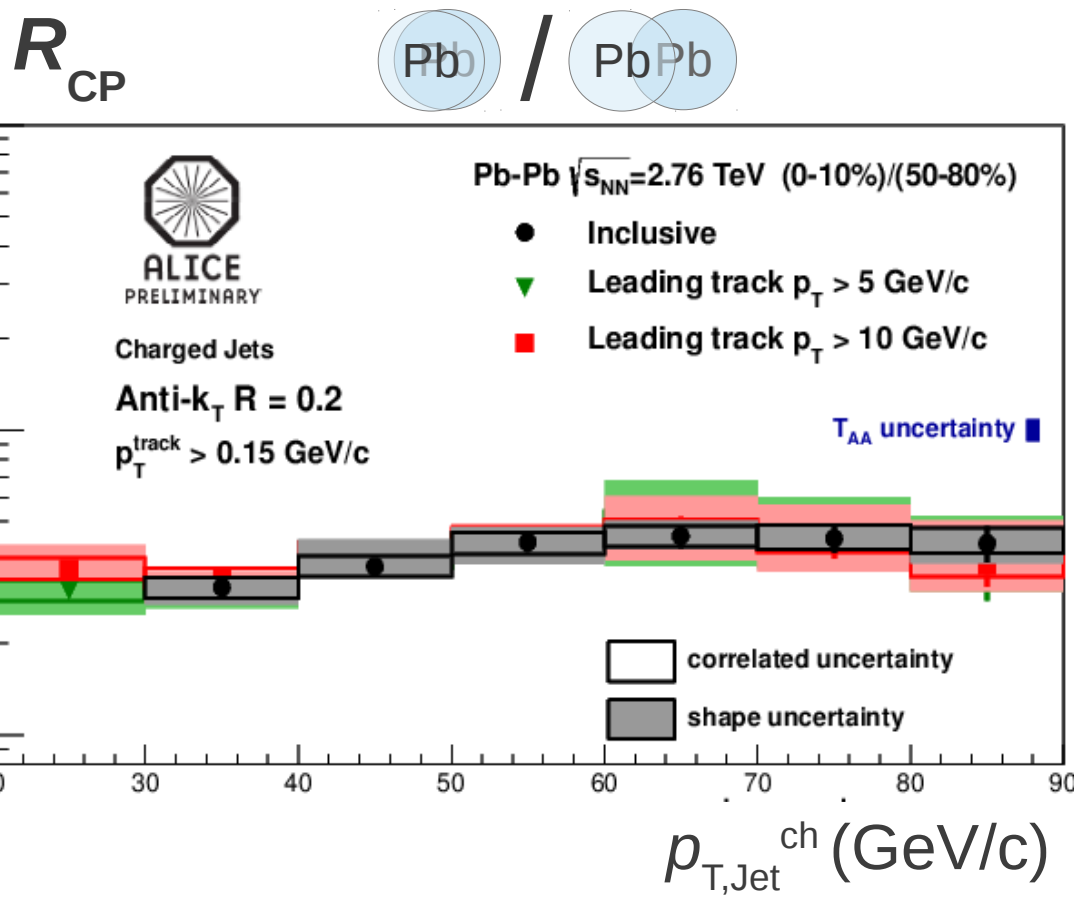 R_CP
Pb Pb / Pb Pb
Pb-Pb √s_NN=2.76 TeV (0-10%)/(50-80%)
Inclusive
Leading track p_T > 5 GeV/c
Leading track p_T > 10 GeV/c
ALICE
PRELIMINARY
Charged Jets
Anti-k_T R = 0.2
p_T^track > 0.15 GeV/c
T_AA uncertainty
correlated uncertainty
shape uncertainty
0 30 40 50 60 70 80 90
p_T,Jet^ch (GeV/c)